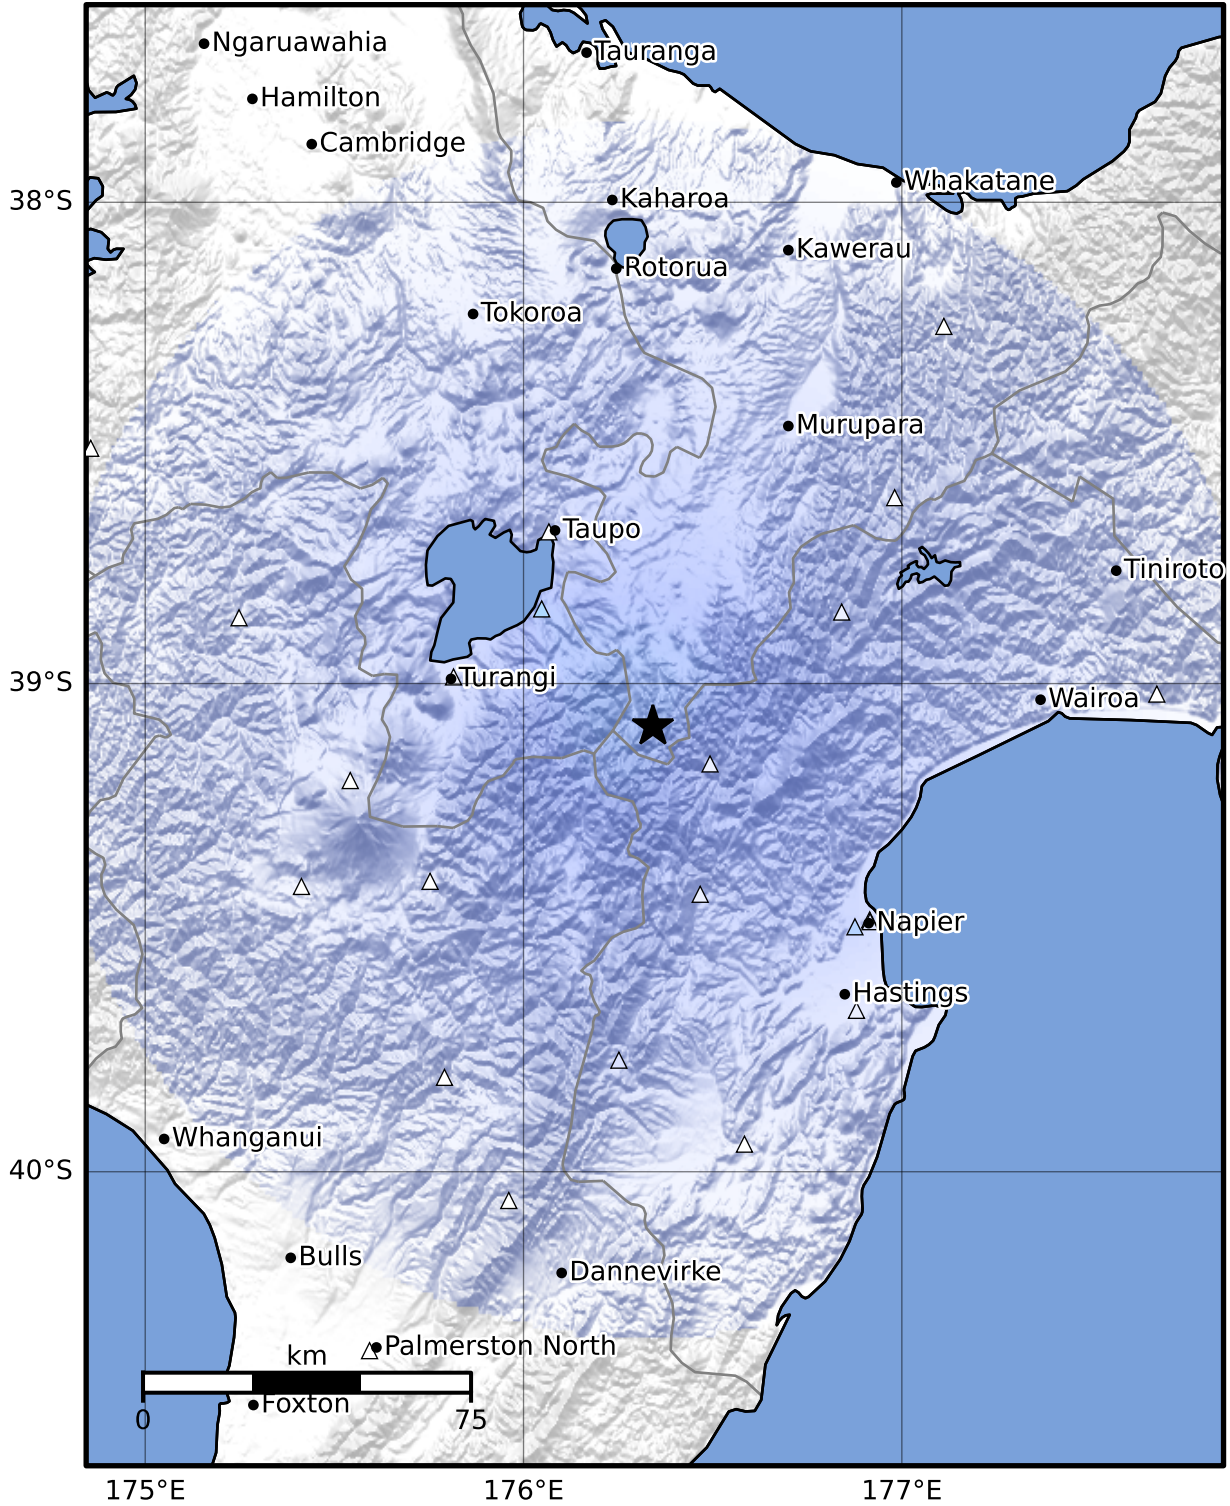 Ngaruawahia
Tauranga
Hamilton
Cambridge
Whakatane
38°S
Kaharoa
Kawerau
Rotorua
Tokoroa
Murupara
Taupo
Tiniroto
39°S
Turangi
Wairoa
Napier
Hastings
Whanganui
40°S
Bulls
Dannevirke
Palmerston North
km
Foxton
0 75
175°E 176°E 177°E